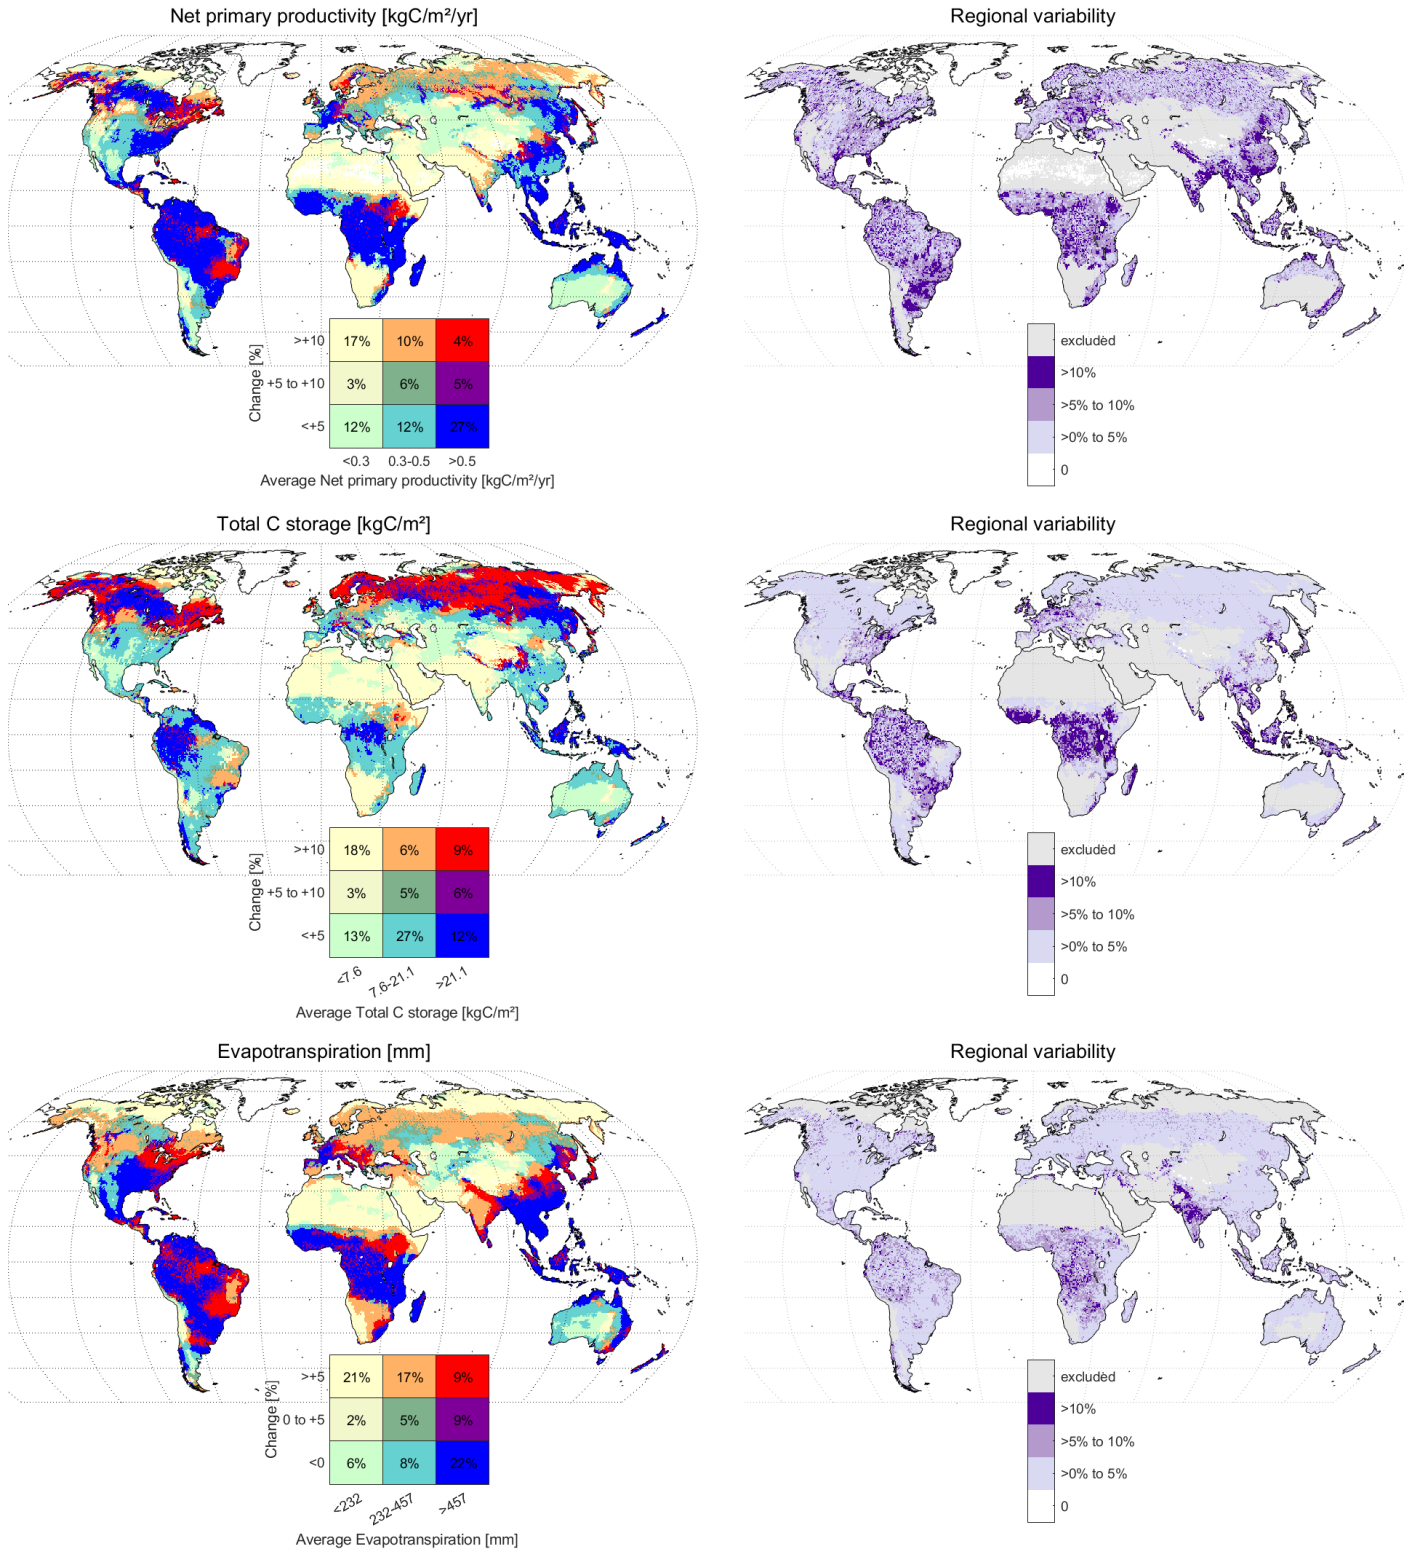 Net primary productivity [kgC/m²/yr]
Regional variability
Change [%]
>+10
17%
10%
4%
+5 to +10
3%
6%
5%
<+5
12%
12%
27%
<0.3
0.3-0.5
>0.5
Average Net primary productivity [kgC/m²/yr]
excluded
>10%
>5% to 10%
>0% to 5%
0
Total C storage [kgC/m²]
Regional variability
Change [%]
>+10
18%
6%
9%
+5 to +10
3%
5%
6%
<+5
13%
27%
12%
<7.6
7.6-21.1
>21.1
Average Total C storage [kgC/m²]
excluded
>10%
>5% to 10%
>0% to 5%
0
Evapotranspiration [mm]
Regional variability
Change [%]
>+5
21%
17%
9%
0 to +5
2%
5%
9%
<0
6%
8%
22%
<232
232-457
>457
Average Evapotranspiration [mm]
excluded
>10%
>5% to 10%
>0% to 5%
0